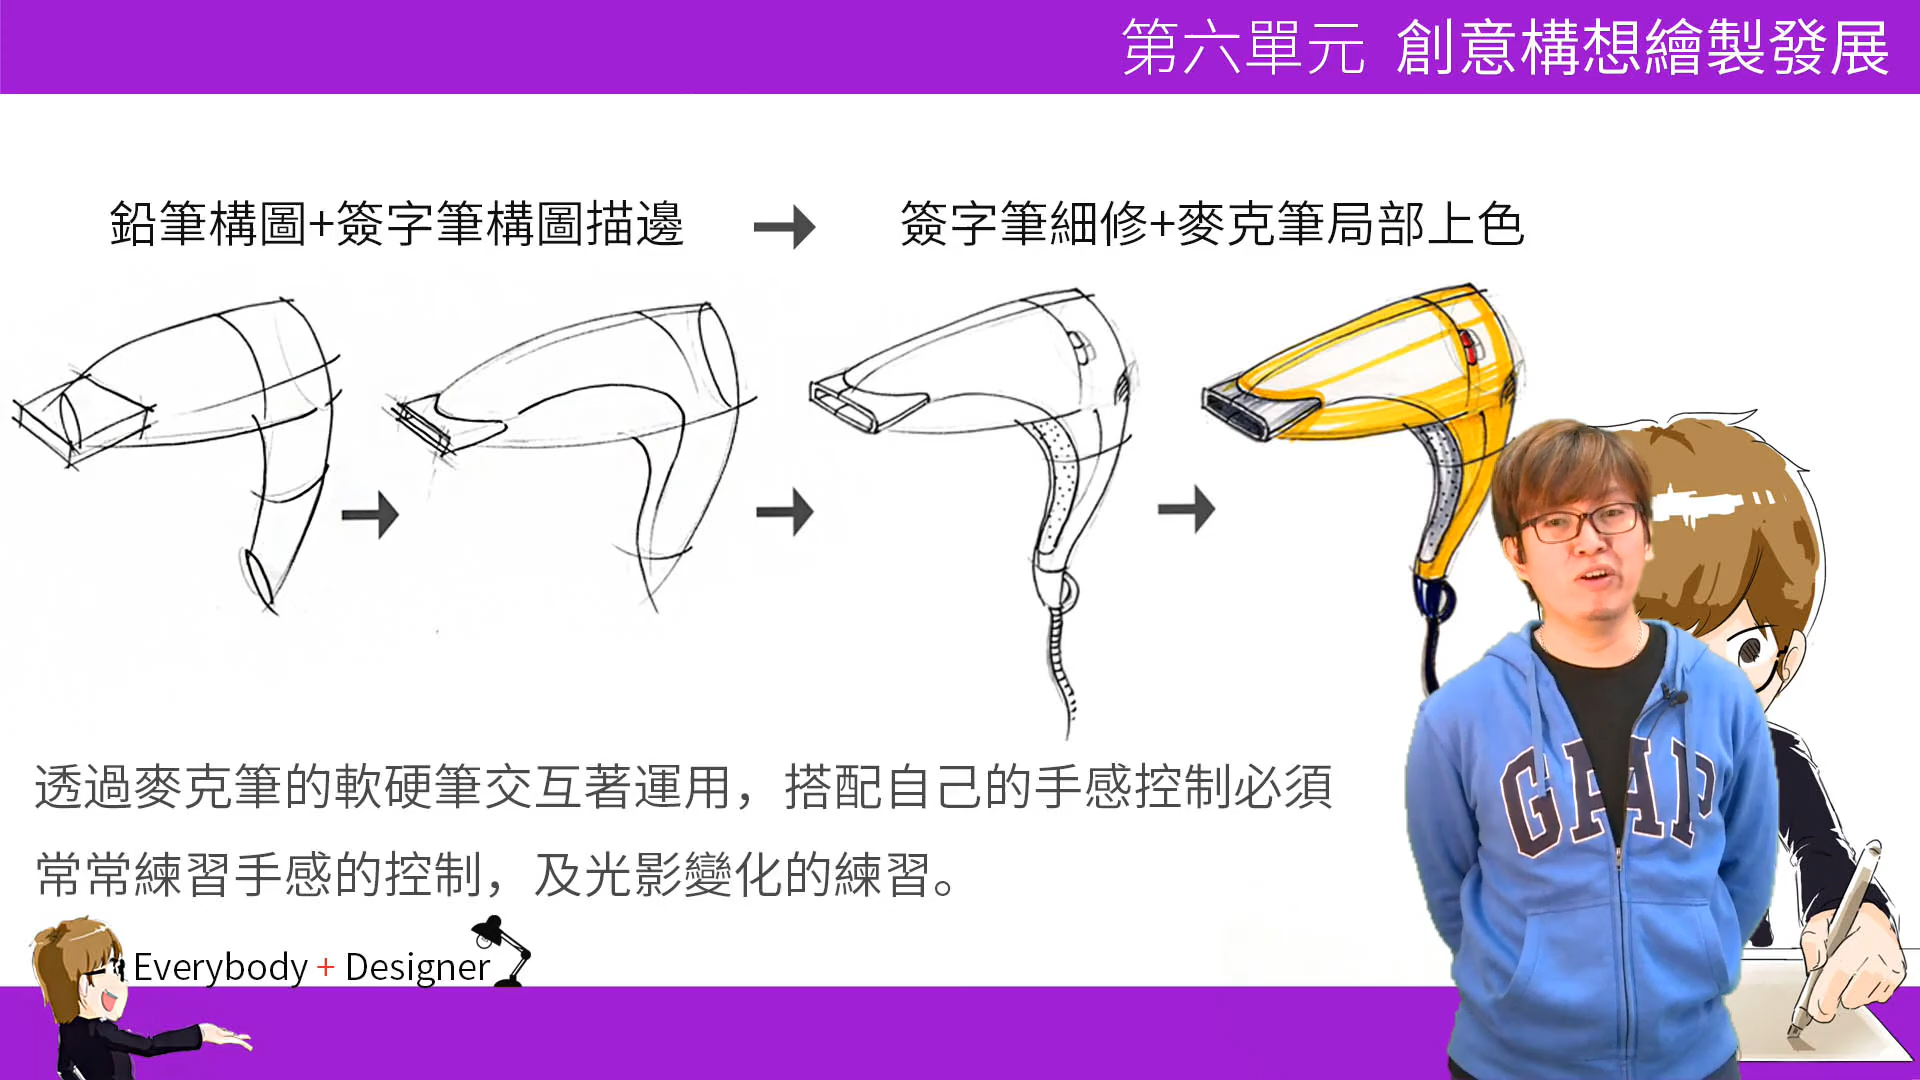 第六單元 創意構想繪製發展
鉛筆構圖+簽字筆構圖描邊
簽字筆細修+麥克筆局部上色
透過麥克筆的軟硬筆交互著運用，搭配自己的手感控制必須
常常練習手感的控制，及光影變化的練習。
GAP
Everybody + Designer